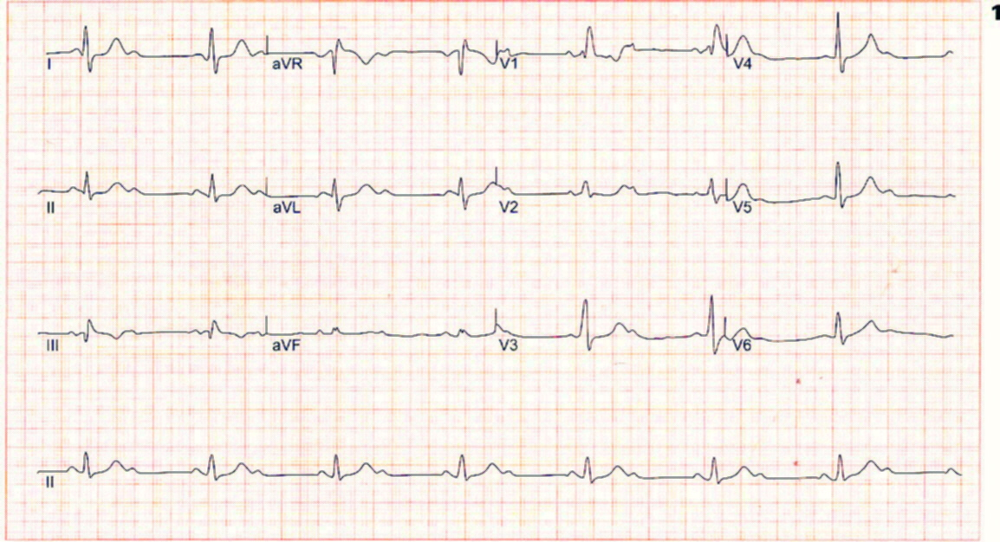 1
I aVR V1 V4
II aVL V2 V5
III aVF V3 V6
II